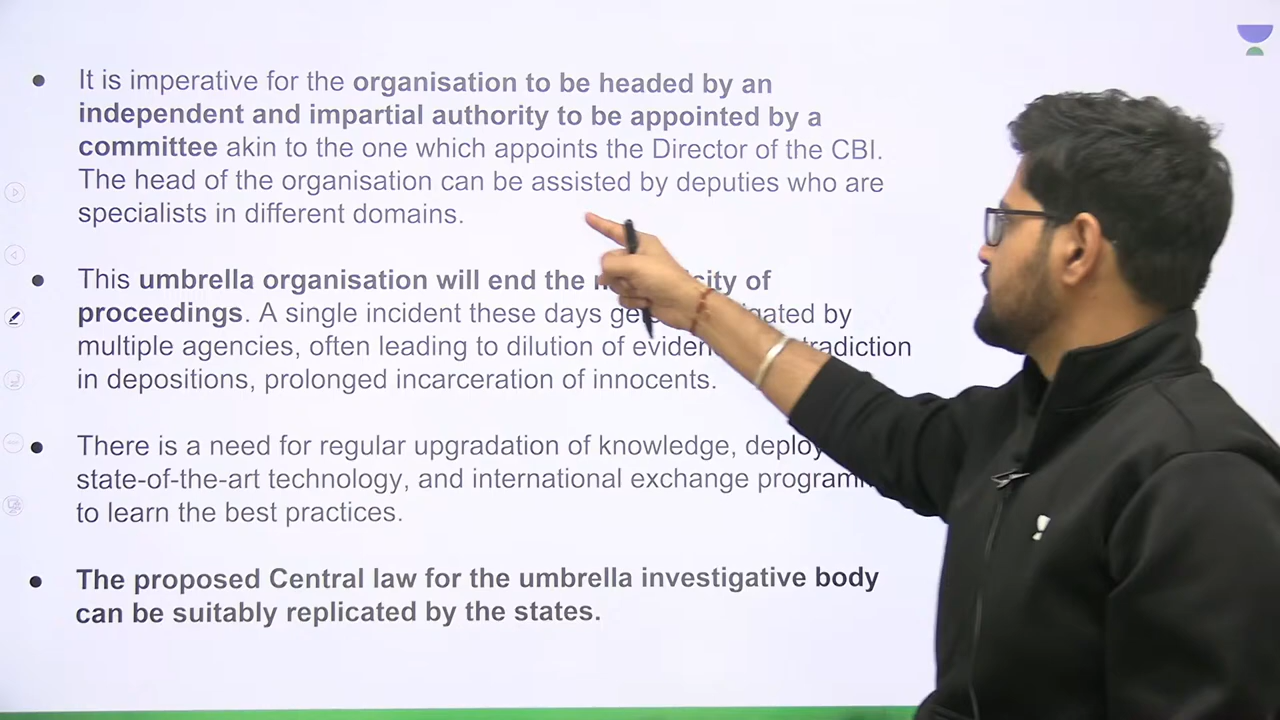 It is imperative for the organisation to be headed by an
independent and impartial authority to be appointed by a
committee akin to the one which appoints the Director of the CBI.
The head of the organisation can be assisted by deputies who are
specialists in different domains.
This umbrella organisation will end the of
proceedings. A single incident these days by
multiple agencies, often leading to dilution of
in depositions, prolonged incarceration of innocents.
There is a need for regular upgradation of knowledge,
state-of-the-art technology, and international exchange
to learn the best practices.
The proposed Central law for the umbrella investigative body
can be suitably replicated by the states.